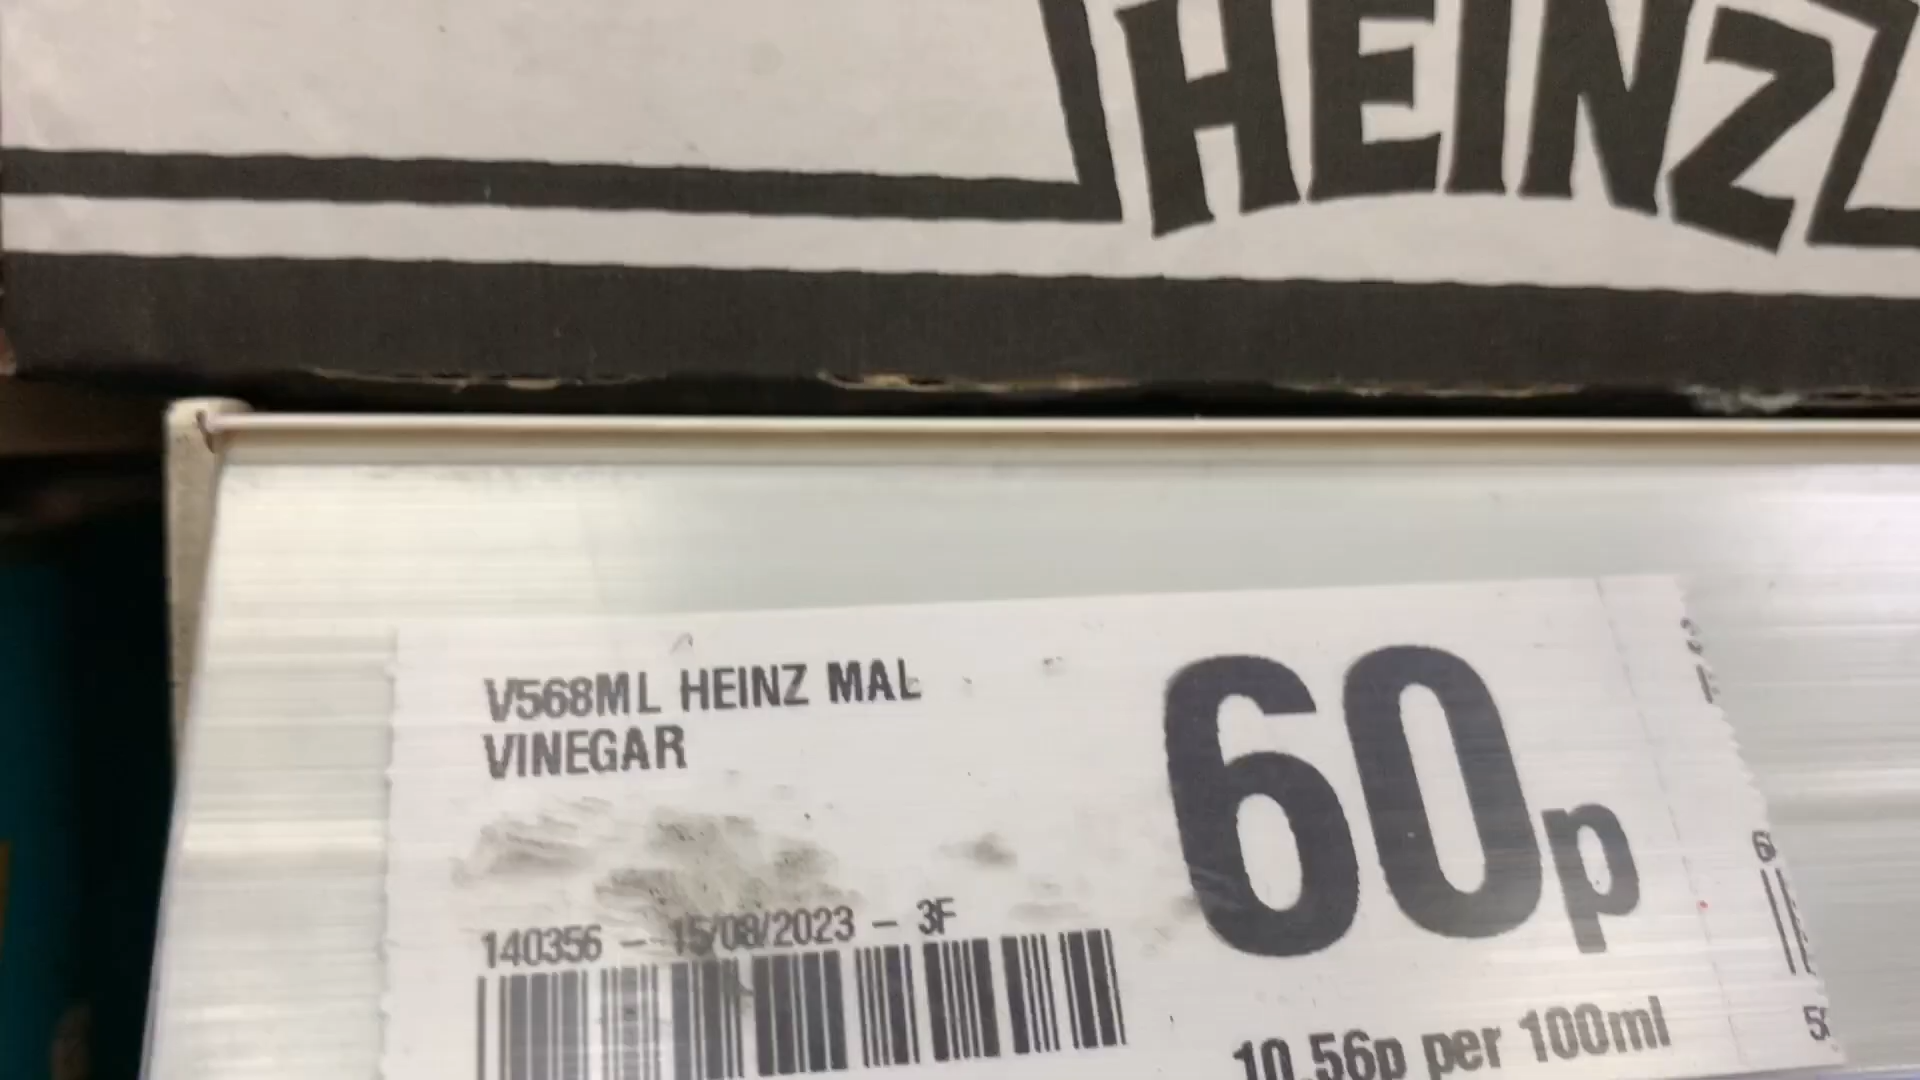 HEINZ
V568ML HEINZ MAL
VINEGAR
60p
140356 - 15/08/2023 - 3F
10.56p per 100ml